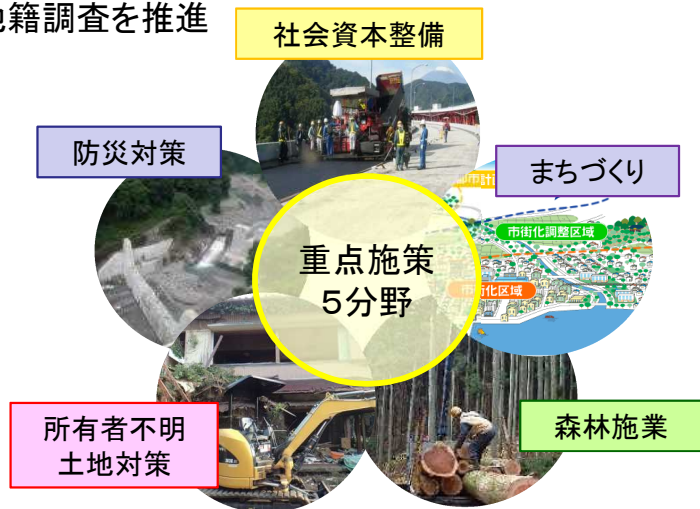 地籍調査を推進
社会資本整備
防災対策
まちづくり
市街化調整区域
市街化区域
重点施策
5分野
所有者不明
土地対策
森林施業